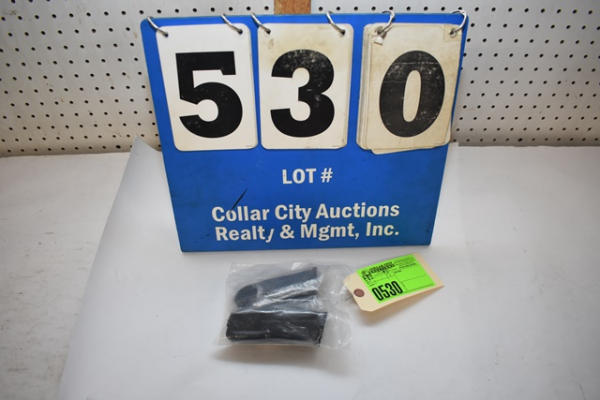 530
LOT #
Collar City Auctions
Realty & Mgmt, Inc.
0530